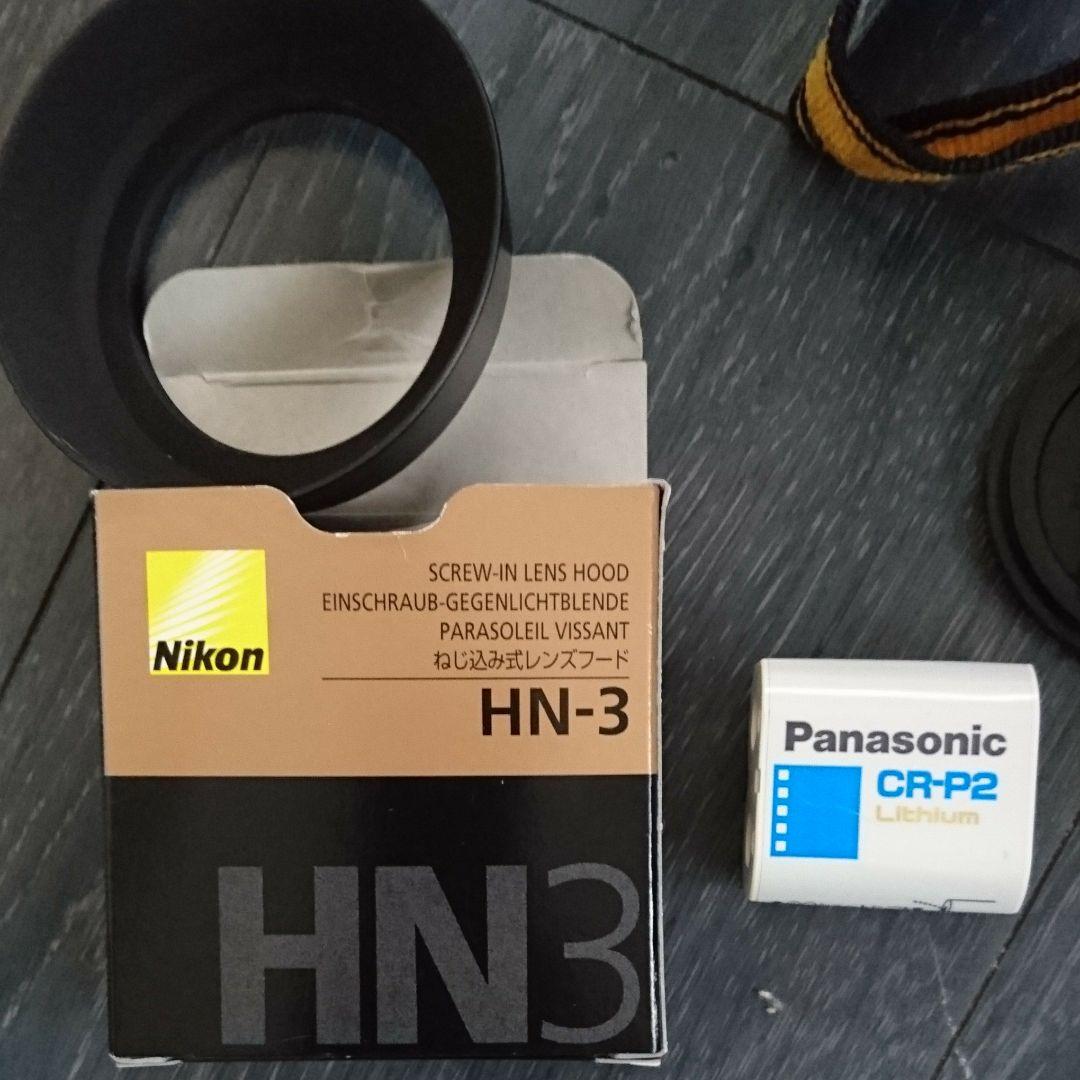 Nikon
SCREW-IN LENS HOOD
EINSCHRAUB-GEGENLICHTBLENDE
PARASOLEIL VISSANT
ねじ込み式レンズフード
HN-3
HN3
Panasonic
CR-P2
Lithium